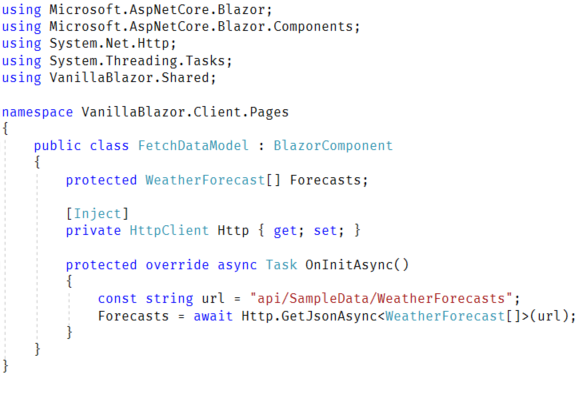 using Microsoft.AspNetCore.Blazor;
using Microsoft.AspNetCore.Blazor.Components;
using System.Net.Http;
using System.Threading.Tasks;
using VanillaBlazor.Shared;

namespace VanillaBlazor.Client.Pages
{
    public class FetchDataModel : BlazorComponent
    {
        protected WeatherForecast[] Forecasts;

        [Inject]
        private HttpClient Http { get; set; }

        protected override async Task OnInitAsync()
        {
            const string url = "api/SampleData/WeatherForecasts";
            Forecasts = await Http.GetJsonAsync<WeatherForecast[]>(url);
        }
    }
}